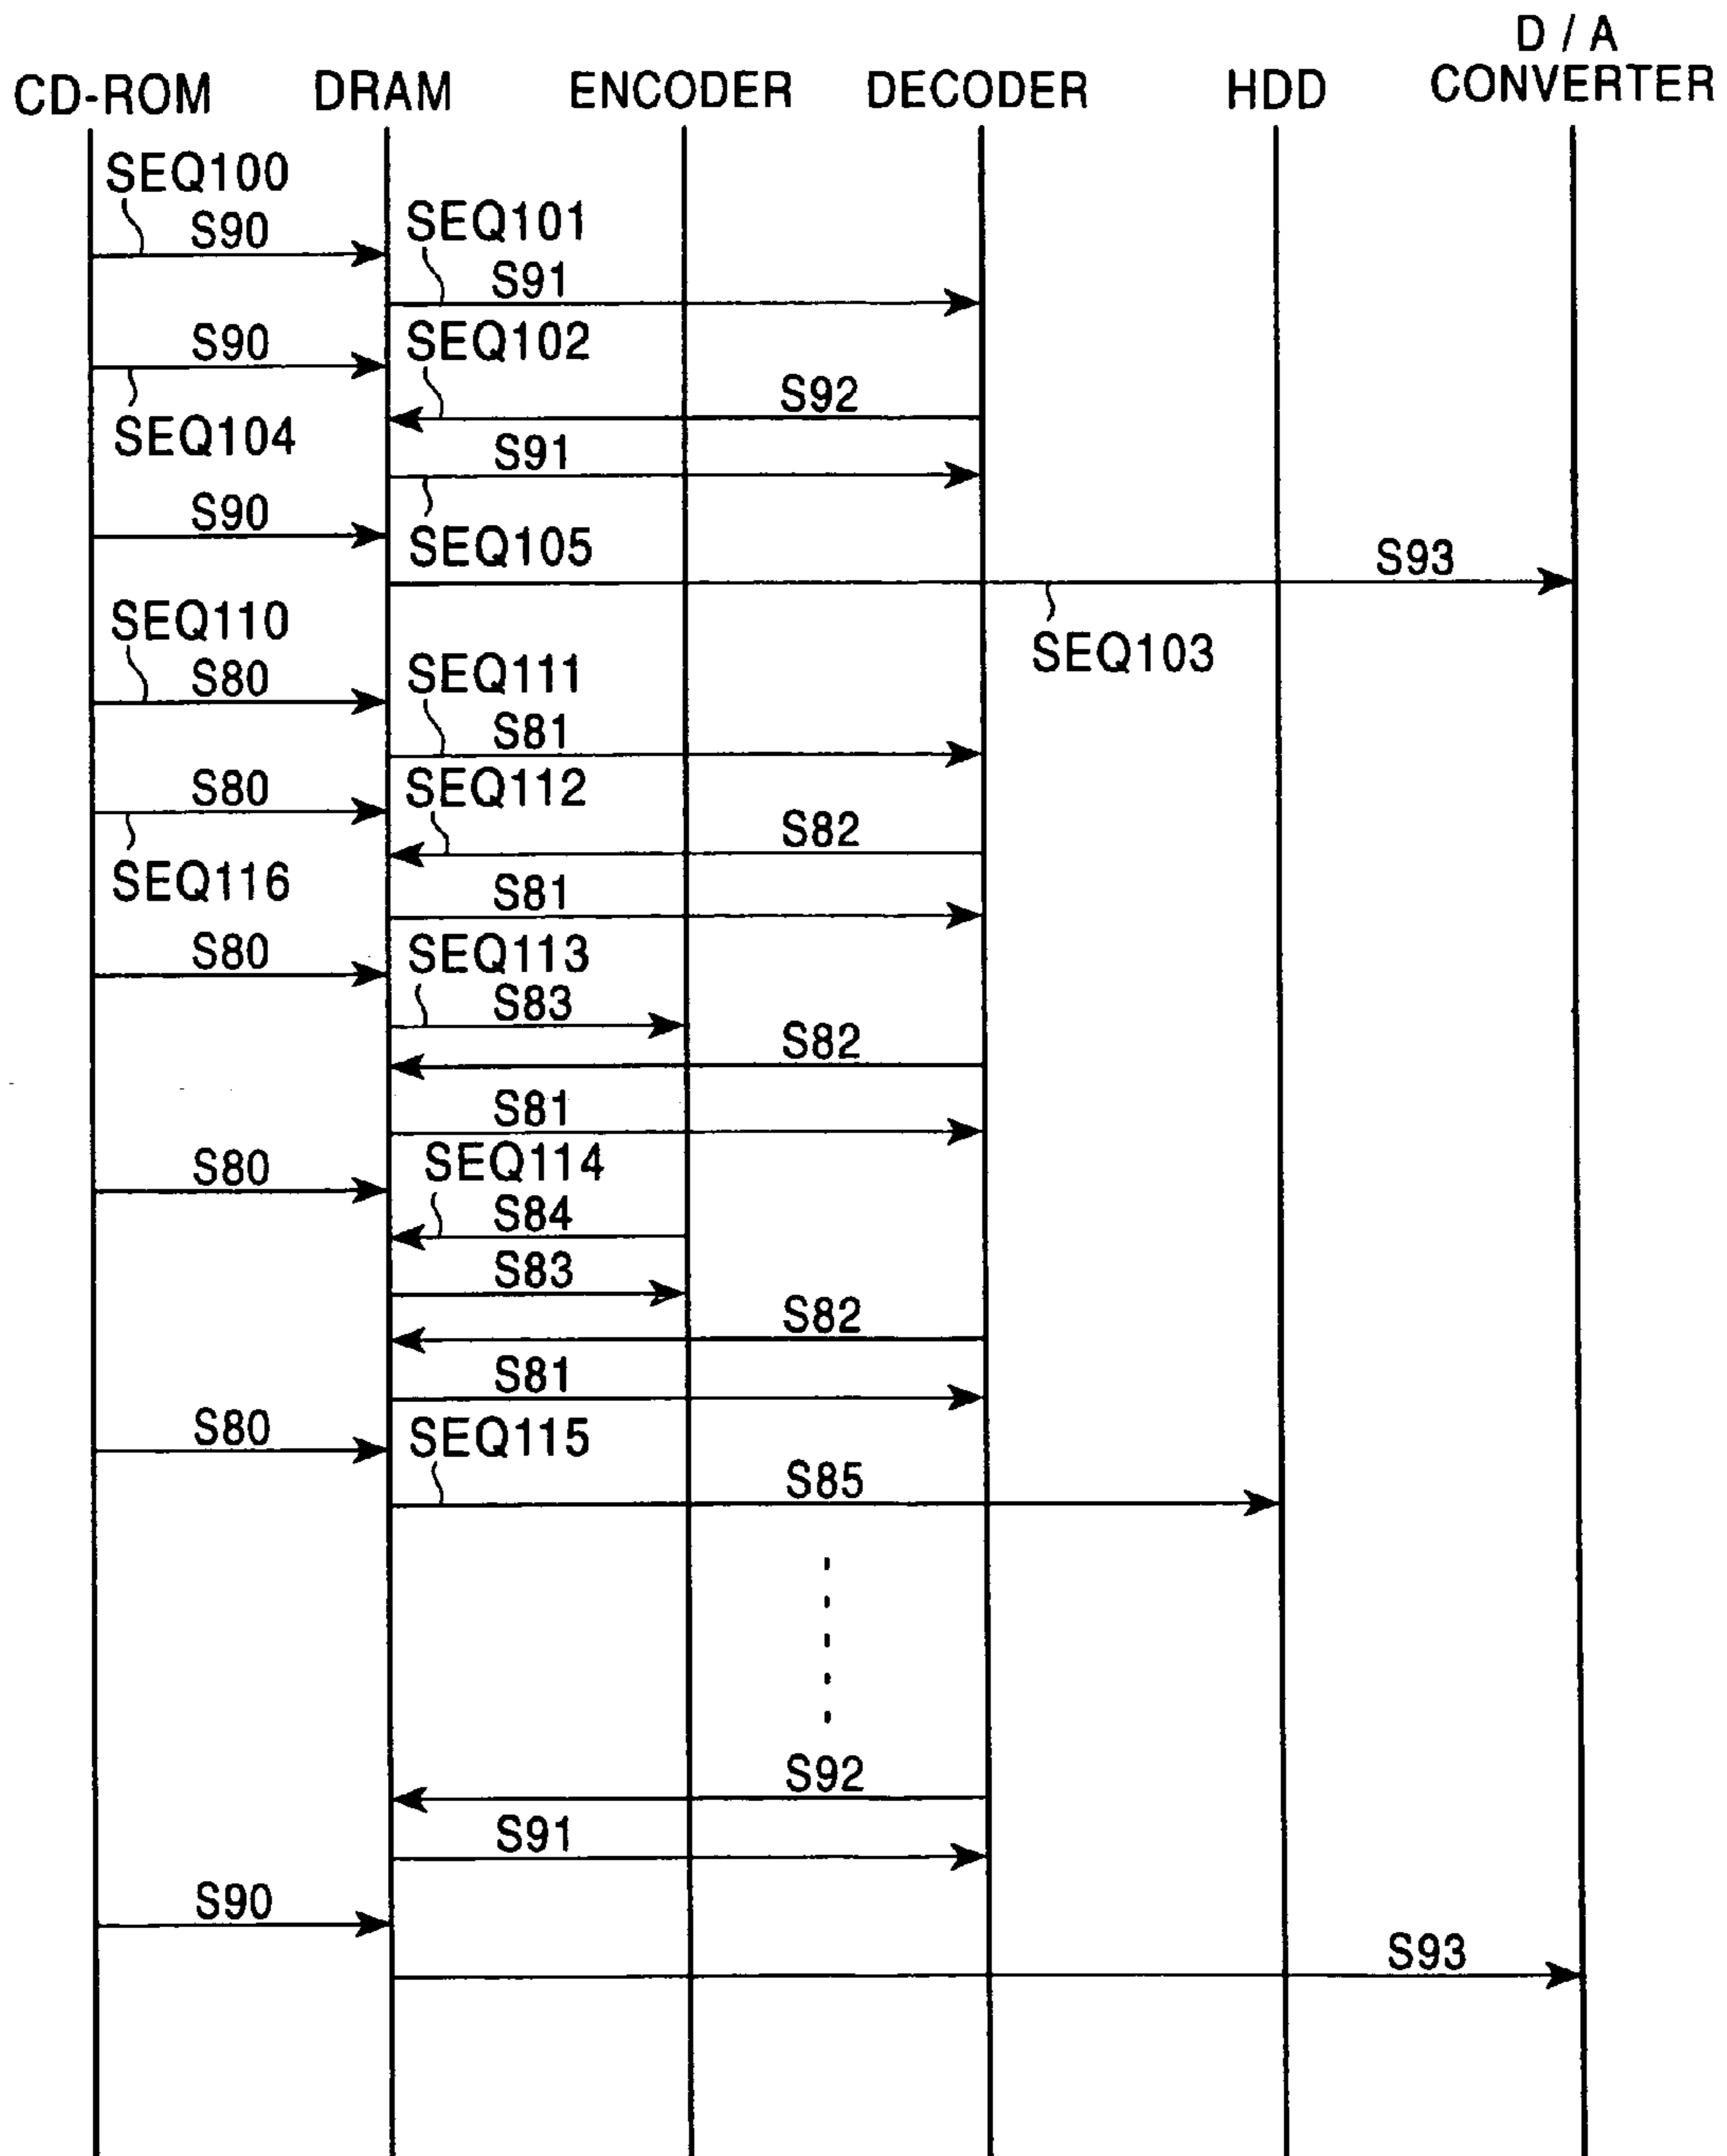 D / A
CD-ROM DRAM ENCODER DECODER HDD CONVERTER
SEQ100
S90
SEQ101
S91
S90
SEQ102
S92
SEQ104
S91
S90
SEQ105
S93
SEQ110
SEQ103
S80
SEQ111
S81
S80
SEQ112
S82
SEQ116
S81
S80
SEQ113
S83
S82
S81
S80
SEQ114
S84
S83
S82
S81
S80
SEQ115
S85
S92
S91
S90
S93